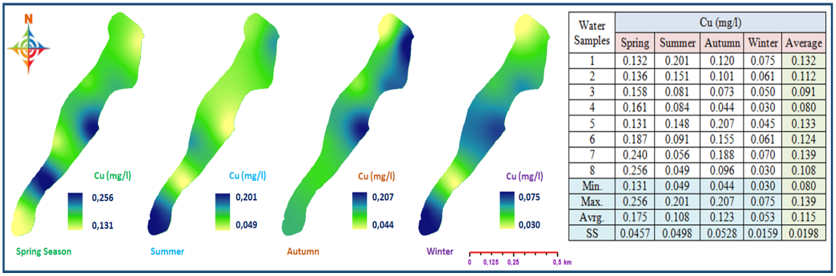 N
Cu (mg/l)
0,256
0,131
Spring Season
Cu (mg/l)
0,201
0,049
Summer
Cu (mg/l)
0,207
0,044
Autumn
Cu (mg/l)
0,075
0,030
Winter
0 0,125 0,25 0,5 km
Water Samples Cu (mg/l)
Spring Summer Autumn Winter Average
1 0.132 0.201 0.120 0.075 0.132
2 0.136 0.151 0.101 0.061 0.112
3 0.158 0.081 0.073 0.050 0.091
4 0.161 0.084 0.044 0.030 0.080
5 0.131 0.148 0.207 0.045 0.133
6 0.187 0.091 0.155 0.061 0.124
7 0.240 0.056 0.188 0.070 0.139
8 0.256 0.049 0.096 0.030 0.108
Min. 0.131 0.049 0.044 0.030 0.080
Max. 0.256 0.201 0.207 0.075 0.139
Avrg. 0.175 0.108 0.123 0.053 0.115
SS 0.0457 0.0498 0.0528 0.0159 0.0198